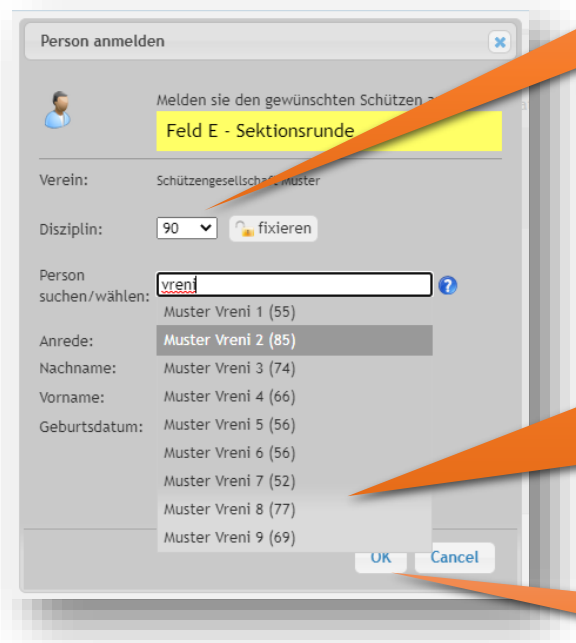 Person anmelden
Melden sie den gewünschten Schützen
Feld E - Sektionsrunde
Verein: Schützengesellschaft Muster
Disziplin: 90 fixieren
Person
suchen/wählen: vreni
Muster Vreni 1 (55)
Anrede: Muster Vreni 2 (85)
Nachname: Muster Vreni 3 (74)
Vorname: Muster Vreni 4 (66)
Geburtsdatum: Muster Vreni 5 (56)
Muster Vreni 6 (56)
Muster Vreni 7 (52)
Muster Vreni 8 (77)
Muster Vreni 9 (69)
OK Cancel